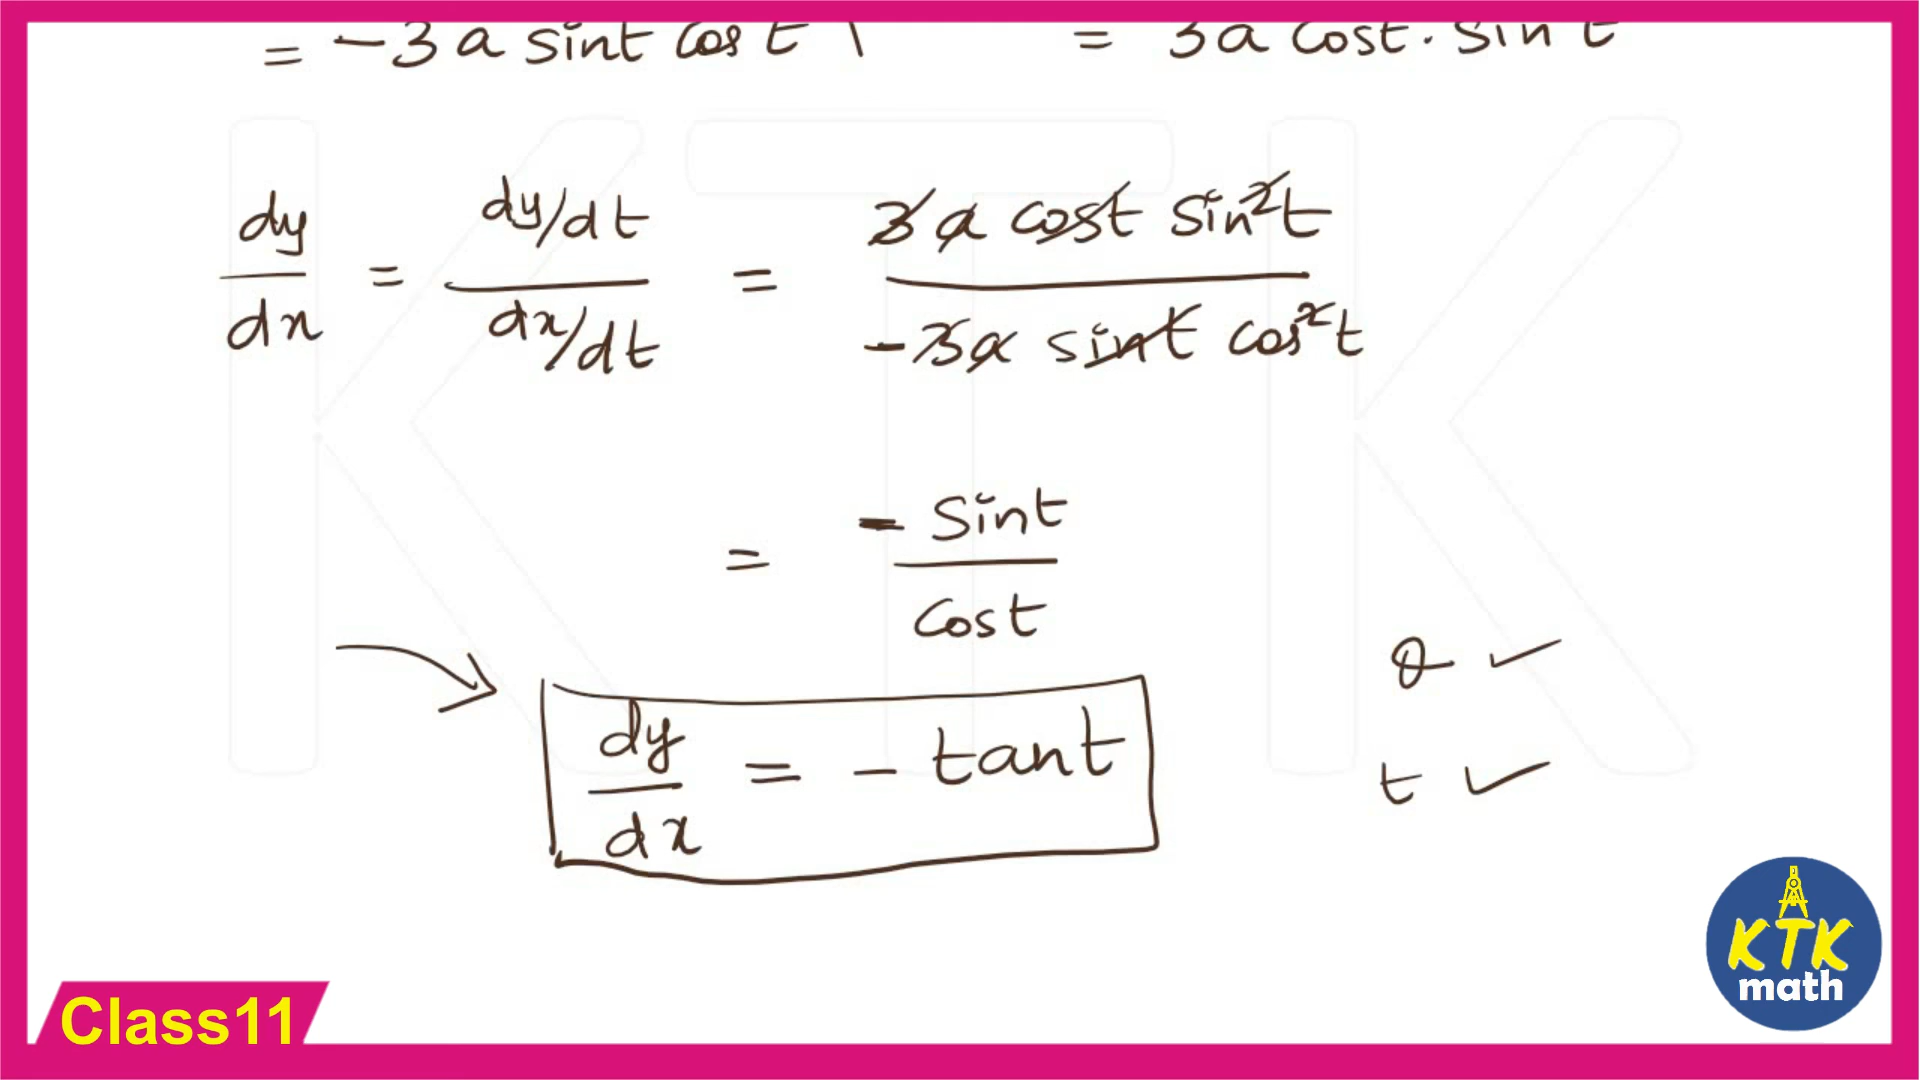 = -3a sint cos t | = 3a cost. sin t
dy/dx = (dy/dt)/(dx/dt) = (3a cost sin²t)/(-3a sint cos²t)
= - sint/cost
θ ✓
dy/dx = - tant
t ✓
KTK
math
Class11
KTK